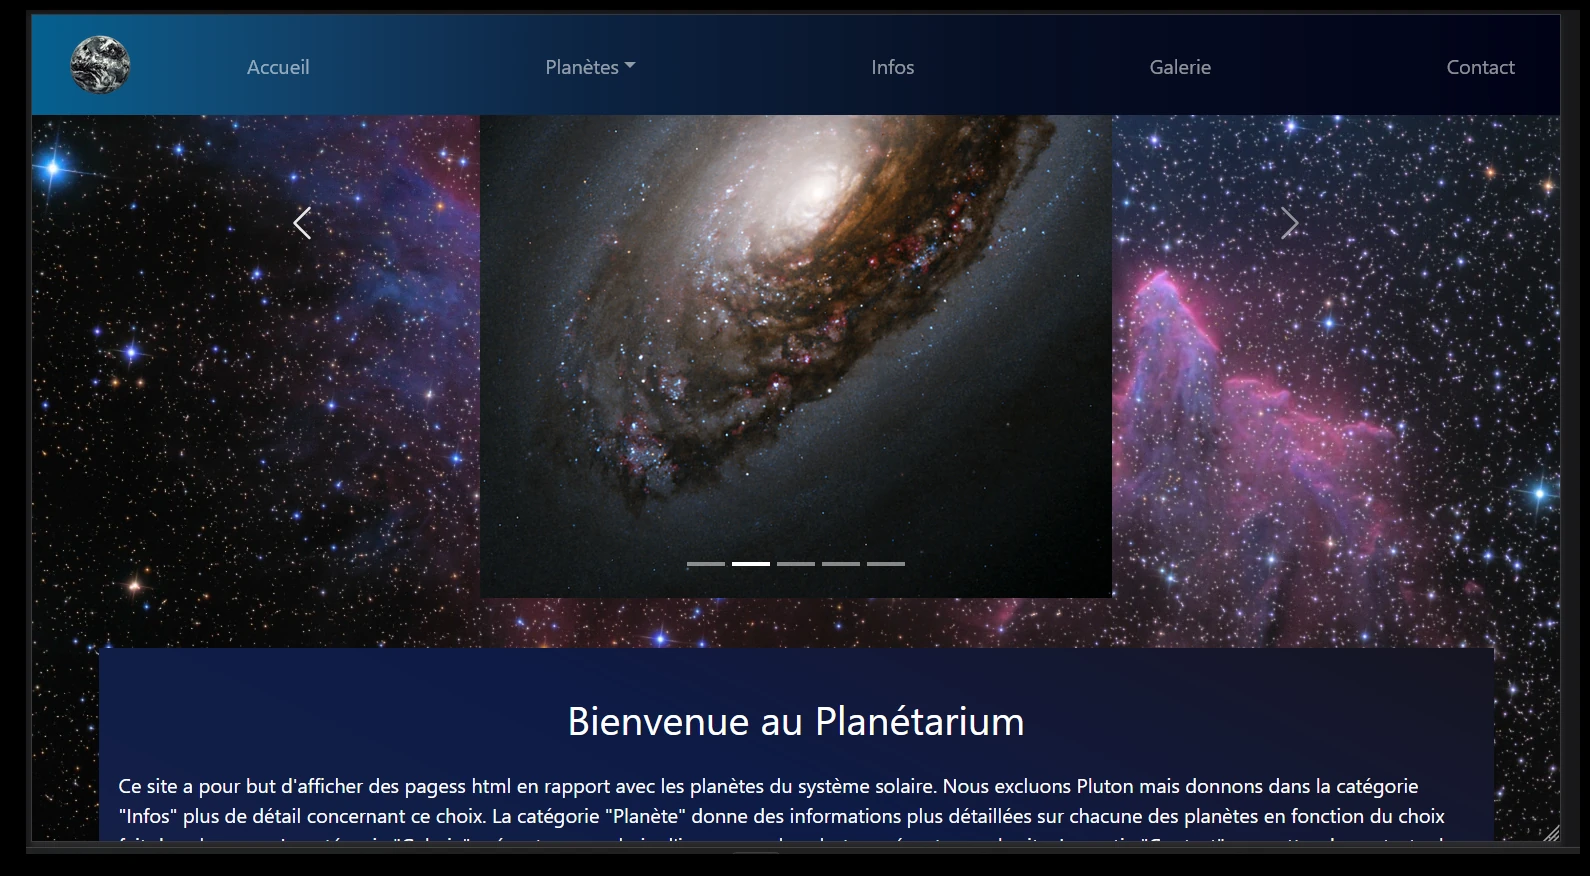 Accueil Planètes Infos Galerie Contact
Bienvenue au Planétarium
Ce site a pour but d'afficher des pagess html en rapport avec les planètes du système solaire. Nous excluons Pluton mais donnons dans la catégorie
"Infos" plus de détail concernant ce choix. La catégorie "Planète" donne des informations plus détaillées sur chacune des planètes en fonction du choix